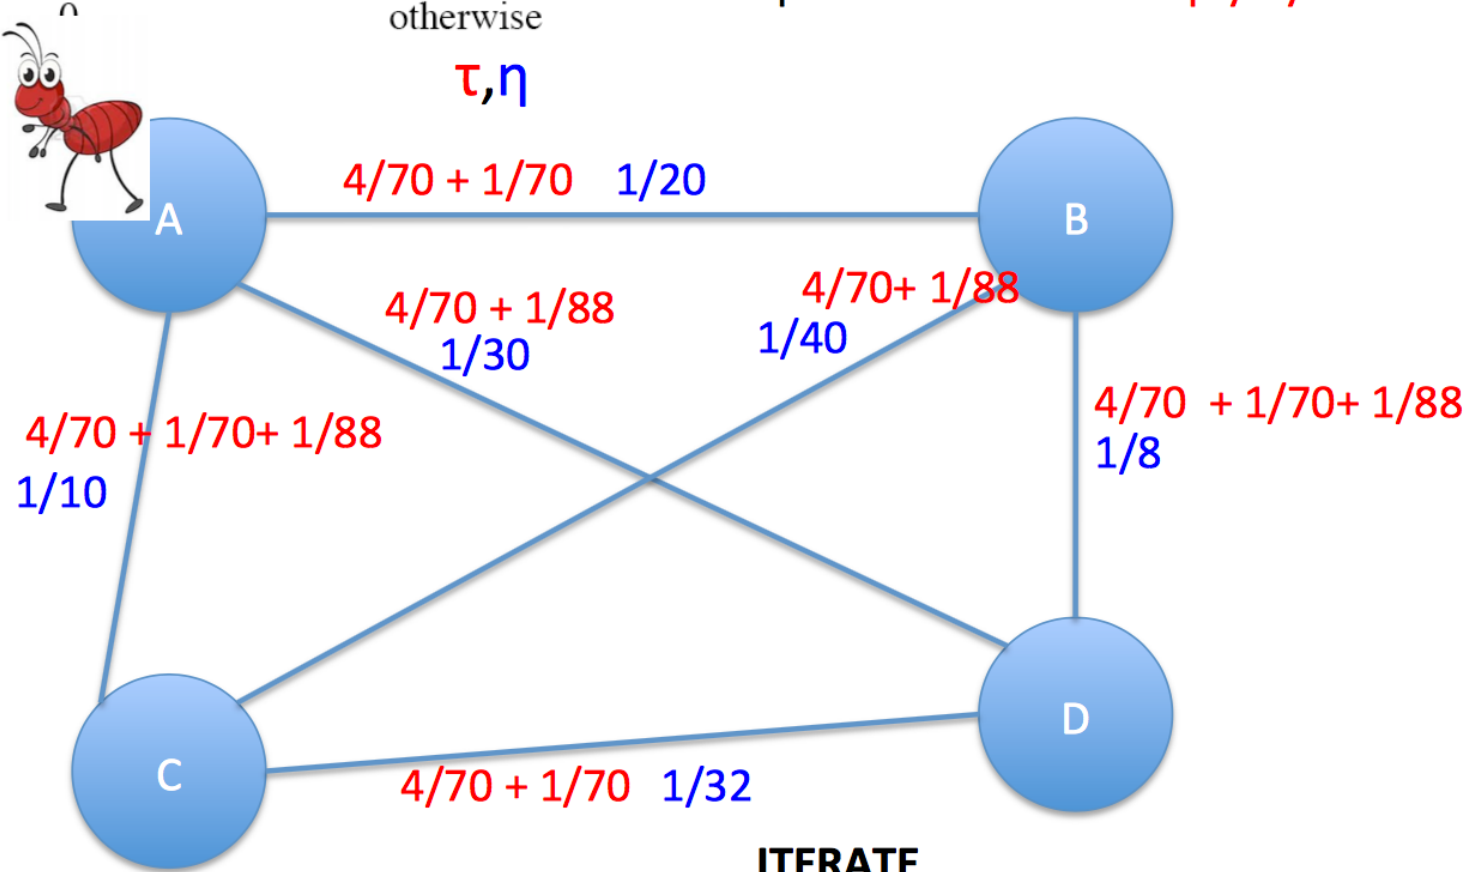 otherwise
τ,η
A
4/70 + 1/70 1/20
B
4/70 + 1/88
1/30
4/70+ 1/88
1/40
4/70 + 1/70+ 1/88
1/10
4/70 + 1/70+ 1/88
1/8
C
4/70 + 1/70 1/32
D
ITERATE